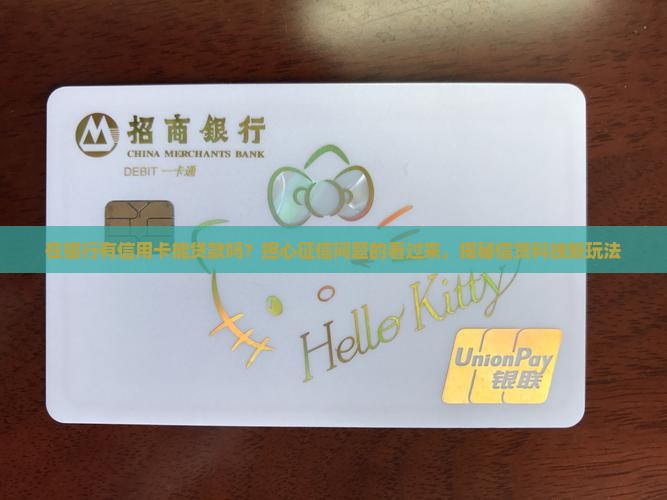 招商銀行
CHINA MERCHANTS BANK
DEBIT 一卡通
在银行有信用卡能贷款吗？担心征信问题的看过来，揭秘借贷科技新玩法
Hello Kitty
UnionPay
银联